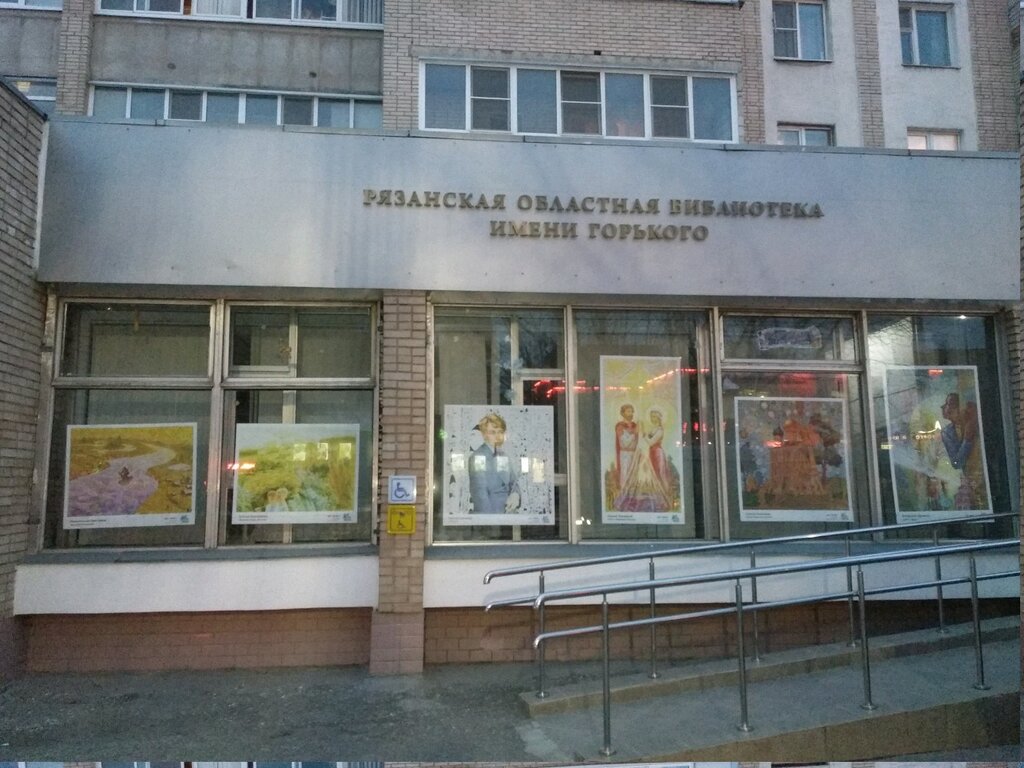 РЯЗАНСКАЯ ОБЛАСТНАЯ БИБЛИОТЕКА
ИМЕНИ ГОРЬКОГО